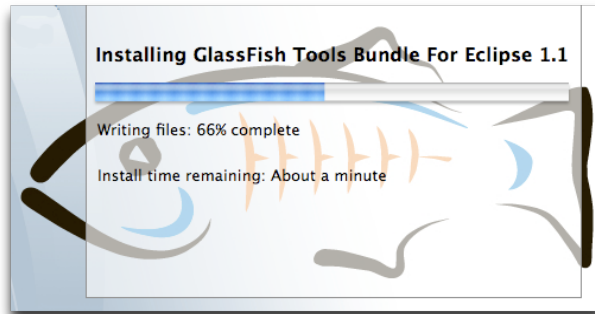 Installing GlassFish Tools Bundle For Eclipse 1.1
Writing files: 66% complete
Install time remaining: About a minute